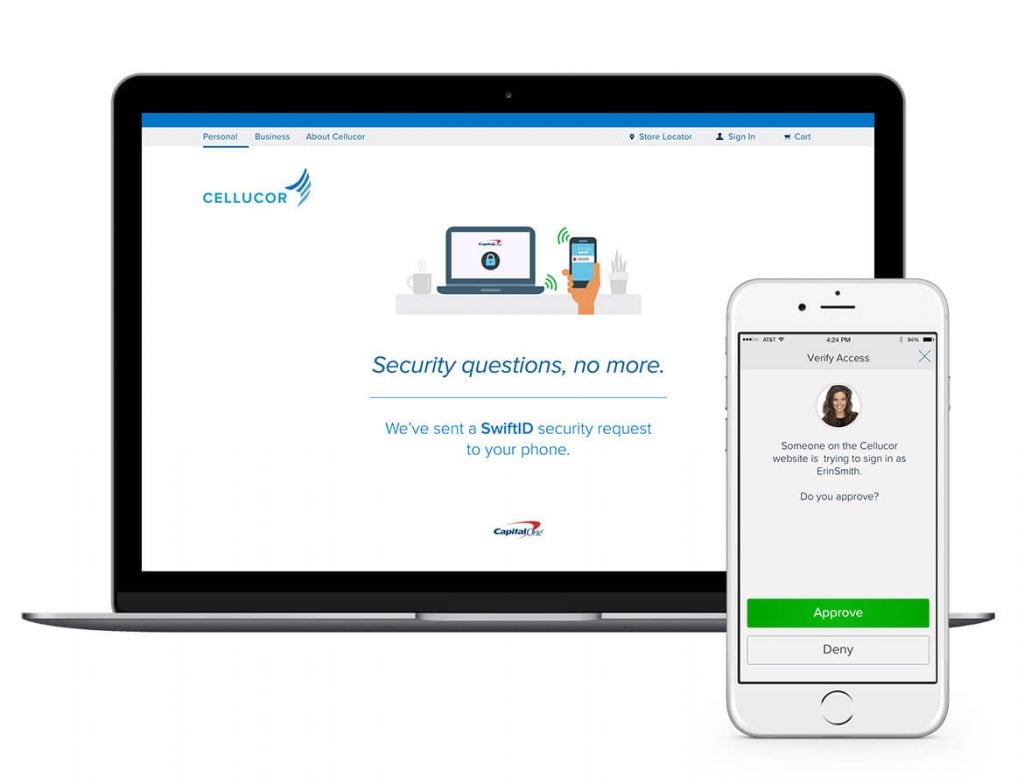 Personal
Business
About Cellucor
Store Locator
Sign In
Cart
CELLUCOR
Capital One
Security questions, no more.
We've sent a SwiftID security request
to your phone.
Capital One
AT&T
4:24 PM
94%
Verify Access
Someone on the Cellucor
website is trying to sign in as
ErinSmith.
Do you approve?
Approve
Deny